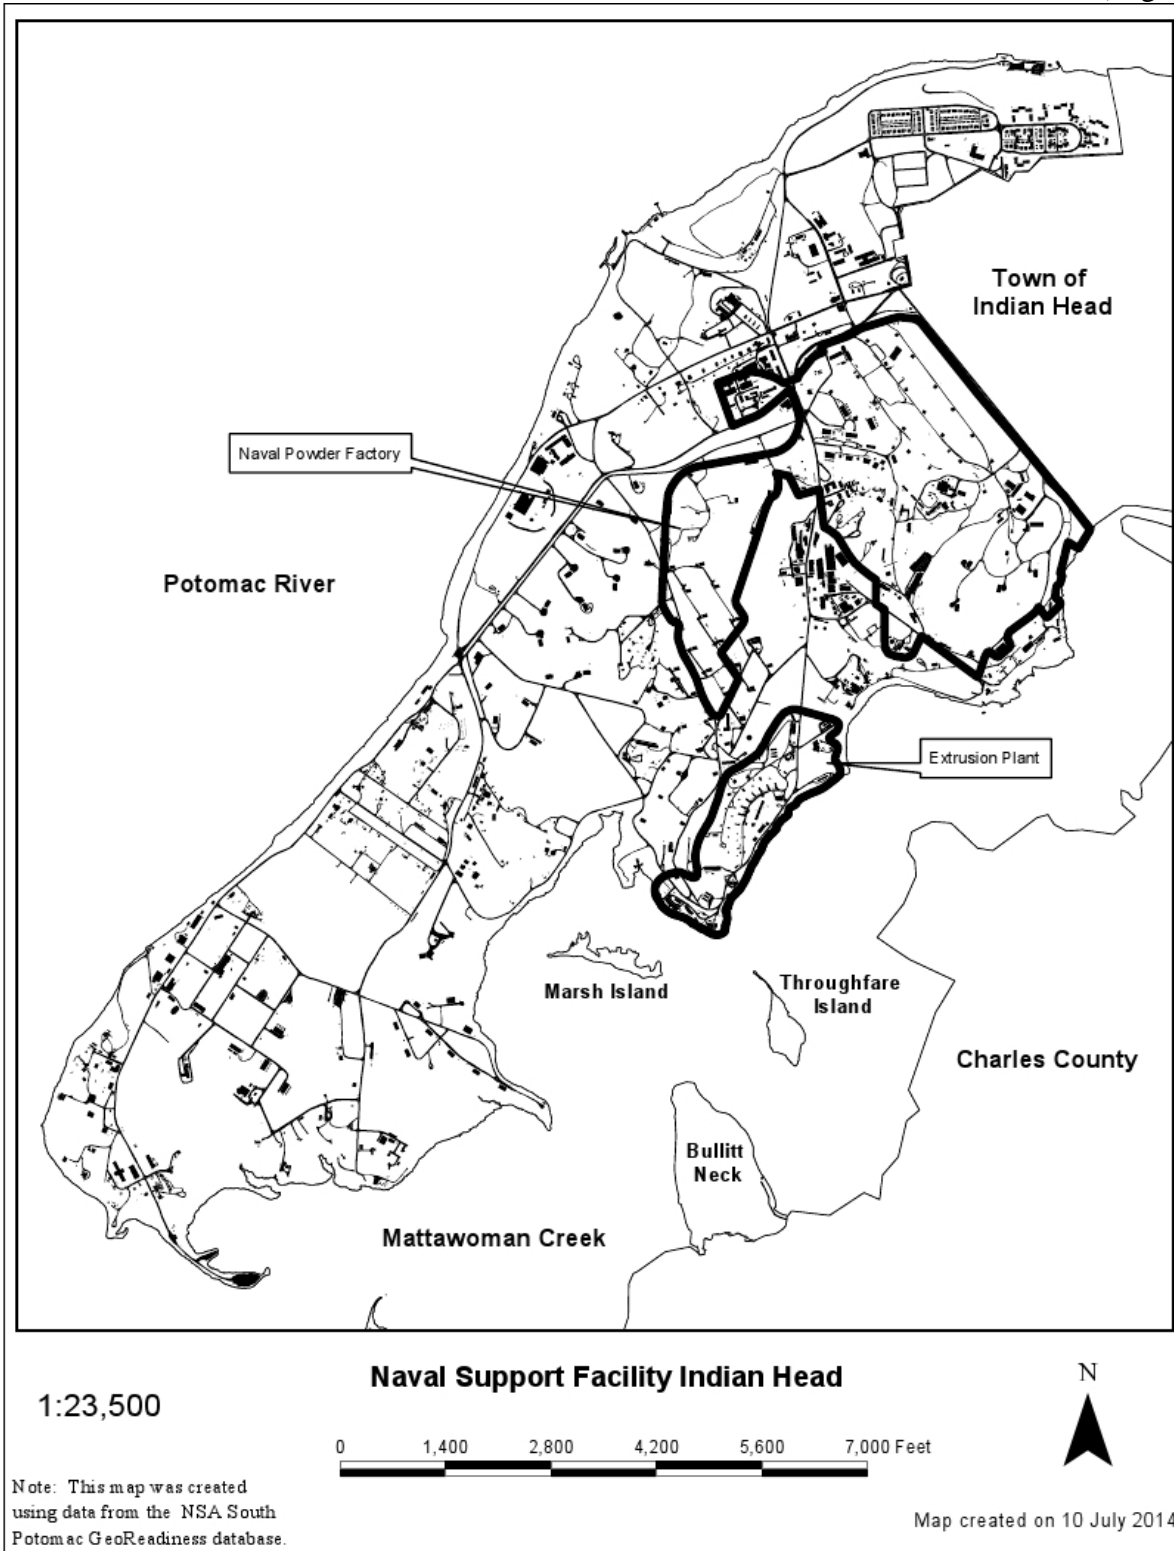 Town of
Indian Head
Naval Powder Factory
Potomac River
Extrusion Plant
Marsh Island
Throughfare
Island
Charles County
Bullitt
Neck
Mattawoman Creek
Naval Support Facility Indian Head
N
1:23,500
0 1,400 2,800 4,200 5,600 7,000 Feet
Note: This map was created
using data from the NSA South
Potomac GeoReadiness database.
Map created on 10 July 2014